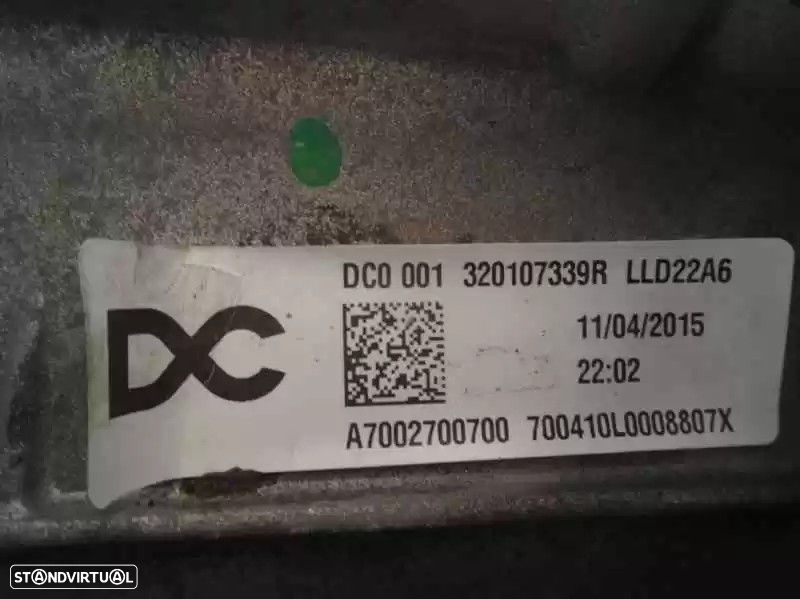 DC0 001 320107339R LLD22A6
DC
11/04/2015
22:02
A7002700700 700410L0008807X
STANDVIRTUAL